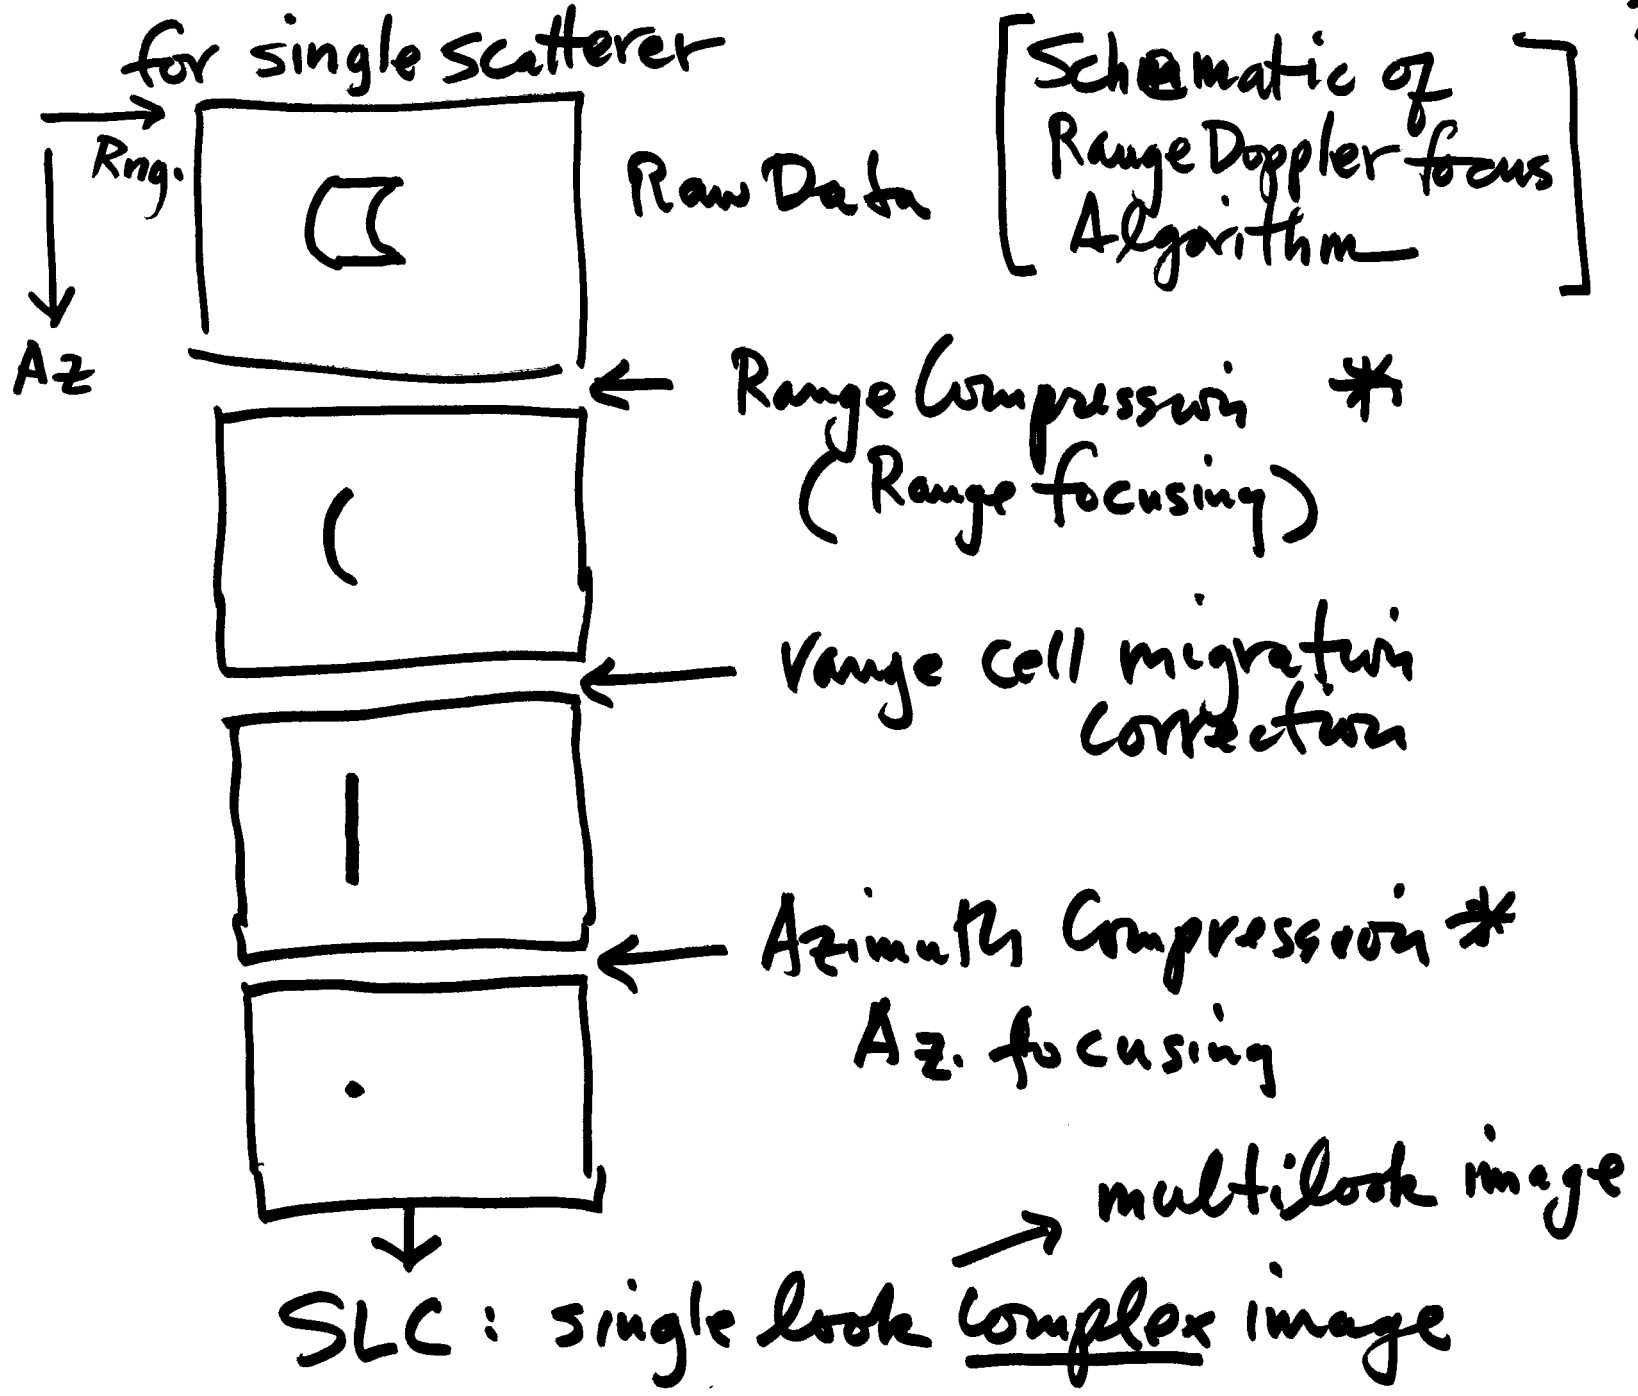 for single scatterer
Rng.
Az
Raw Data
[Schematic of
Range Doppler focus
Algorithm]
Range Compression *
(Range focusing)
range cell migration
correction
Azimuth Compression *
Az. focusing
multilook image
SLC : single look complex image